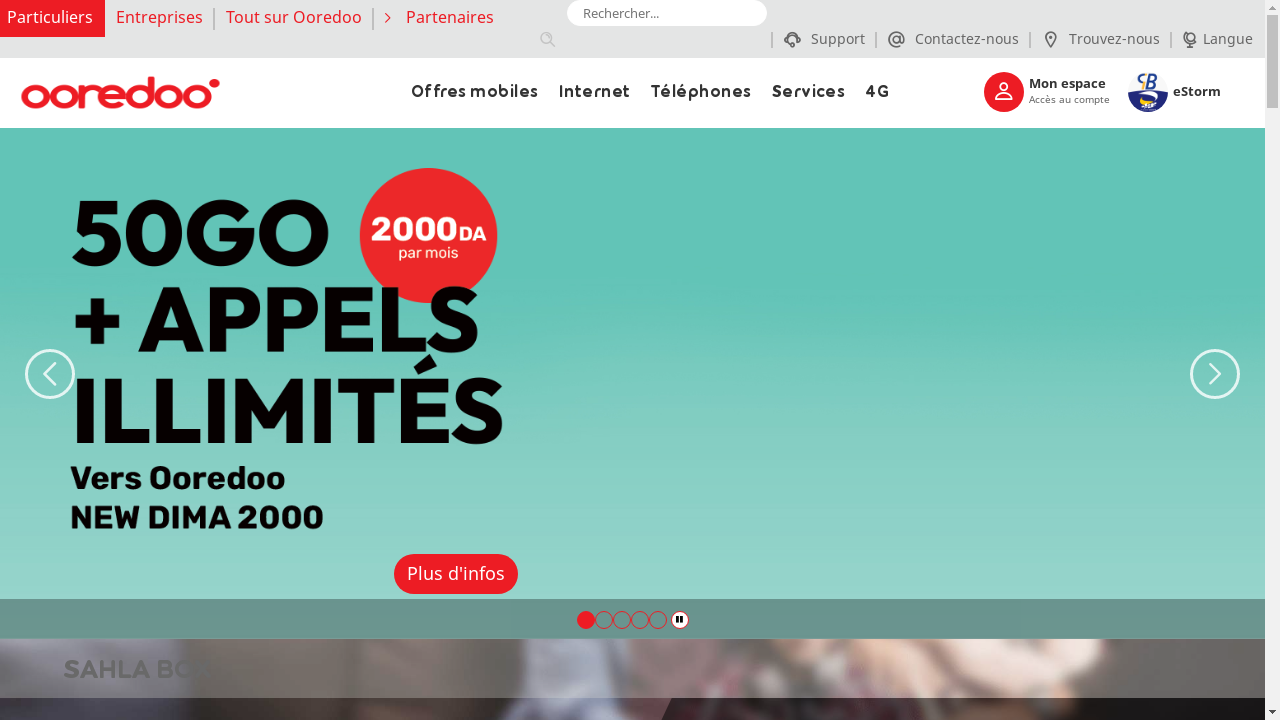 Particuliers
Entreprises
Tout sur Ooredoo
Partenaires
Rechercher...
Support
Contactez-nous
Trouvez-nous
Langue
ooredoo
Offres mobiles
Internet
Téléphones
Services
4G
Mon espace
Accès au compte
eStorm
50GO
2000DA
par mois
+ APPELS
ILLIMITÉS
Vers Ooredoo
NEW DIMA 2000
Plus d'infos
SAHLA